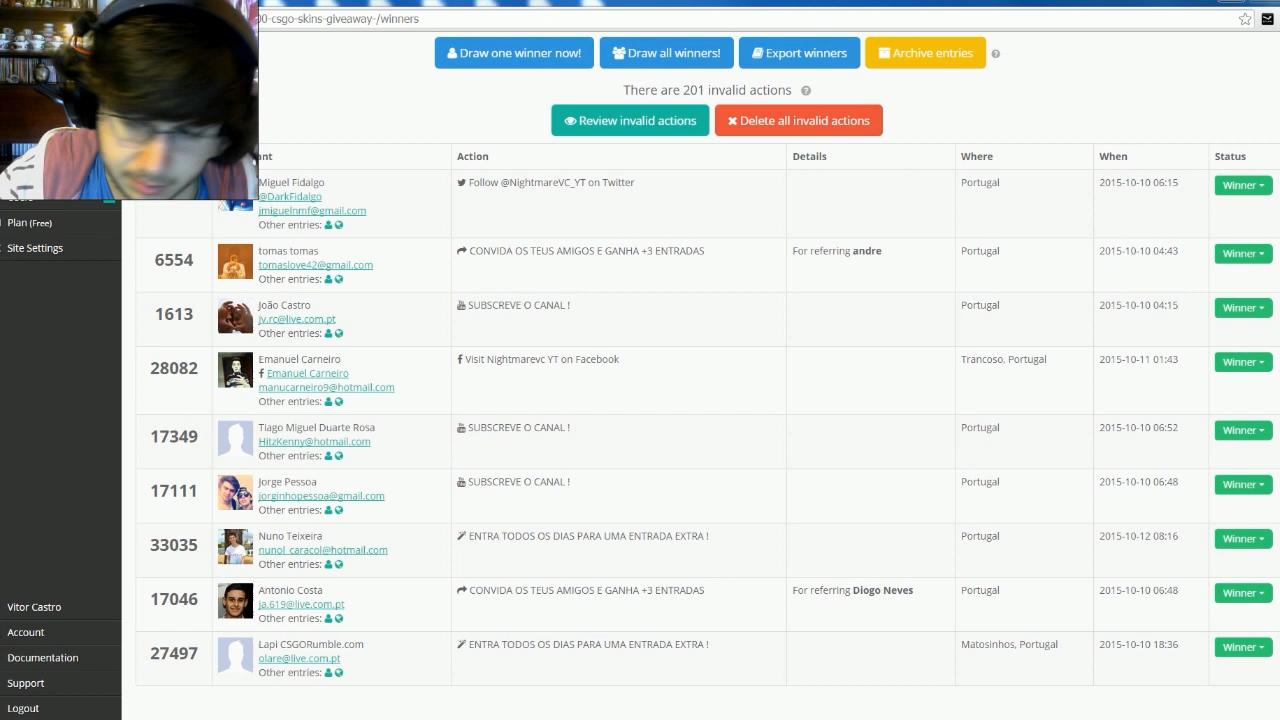 00-csgo-skins-giveaway-/winners
Draw one winner now! Draw all winners! Export winners Archive entries
There are 201 invalid actions
Review invalid actions Delete all invalid actions
ant Action Details Where When Status
Miguel Fidalgo Follow @NightmareVC_YT on Twitter Portugal 2015-10-10 06:15 Winner
@DarkFidalgo
jmiguelnmf@gmail.com
Other entries:
Plan (Free)
Site Settings
6554 tomas tomas CONVIDA OS TEUS AMIGOS E GANHA +3 ENTRADAS For referring andre Portugal 2015-10-10 04:43 Winner
tomaslove42@gmail.com
Other entries:
1613 João Castro SUBSCREVE O CANAL ! Portugal 2015-10-10 04:15 Winner
jv.rc@live.com.pt
Other entries:
28082 Emanuel Carneiro Visit Nightmarevc YT on Facebook Trancoso, Portugal 2015-10-11 01:43 Winner
Emanuel Carneiro
manucarneiro9@hotmail.com
Other entries:
17349 Tiago Miguel Duarte Rosa SUBSCREVE O CANAL ! Portugal 2015-10-10 06:52 Winner
HitzKenny@hotmail.com
Other entries:
17111 Jorge Pessoa SUBSCREVE O CANAL ! Portugal 2015-10-10 06:48 Winner
jorginhopessoa@gmail.com
Other entries:
33035 Nuno Teixeira ENTRA TODOS OS DIAS PARA UMA ENTRADA EXTRA ! Portugal 2015-10-12 08:16 Winner
nunol_caracol@hotmail.com
Other entries:
17046 Antonio Costa CONVIDA OS TEUS AMIGOS E GANHA +3 ENTRADAS For referring Diogo Neves Portugal 2015-10-10 06:48 Winner
ja.619@live.com.pt
Other entries:
27497 Lapi CSGORumble.com ENTRA TODOS OS DIAS PARA UMA ENTRADA EXTRA ! Matosinhos, Portugal 2015-10-10 18:36 Winner
olare@live.com.pt
Other entries:
Vitor Castro
Account
Documentation
Support
Logout